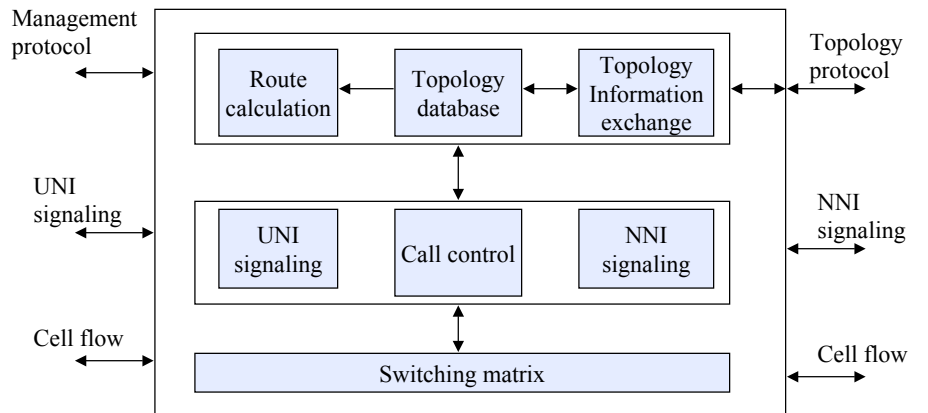 Management
protocol
Route
calculation
Topology
database
Topology
Information
exchange
Topology
protocol
UNI
signaling
UNI
signaling
Call control
NNI
signaling
NNI
signaling
Cell flow
Switching matrix
Cell flow